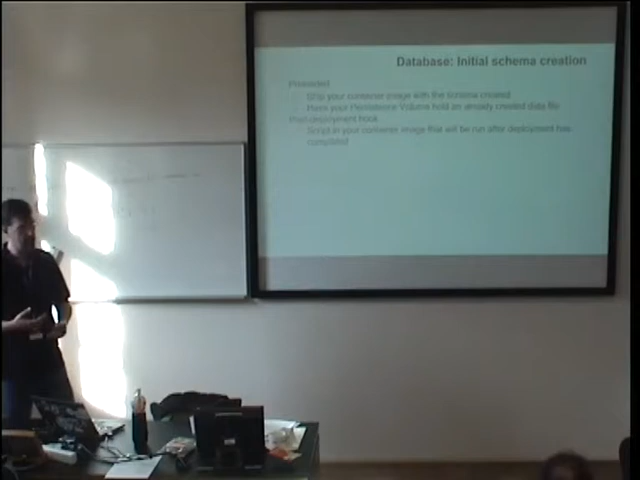 Database: Initial schema creation
Preseeded
Ship your container image with the schema created
Have your Persistence Volume hold an already created data file
Post-deployment hook
Script in your container image that will be run after deployment has
completed